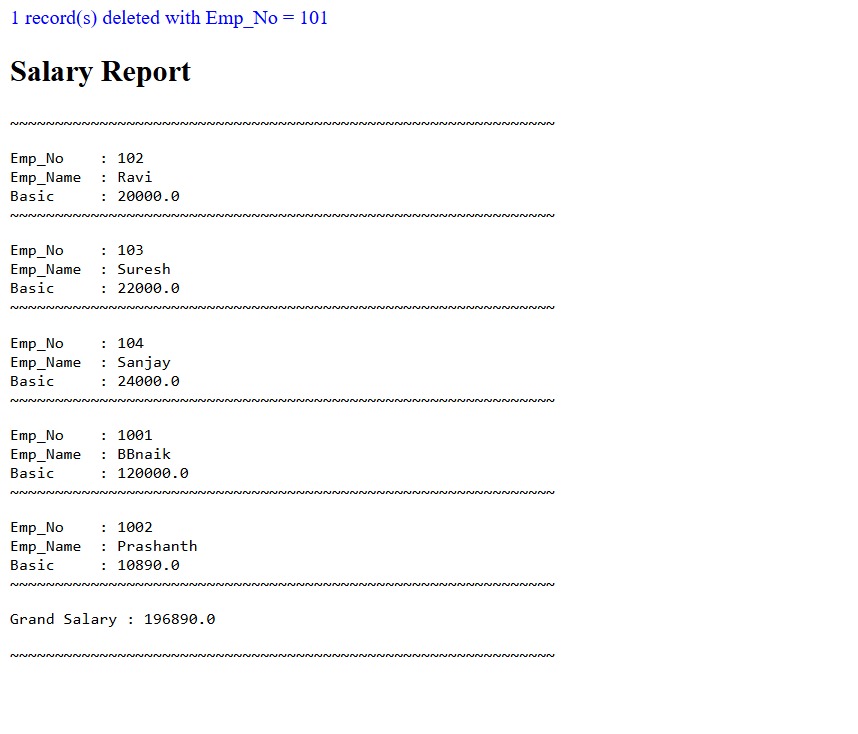 1 record(s) deleted with Emp_No = 101
Salary Report
~~~~~~~~~~~~~~~~~~~~~~~~~~~~~~~~~~~~~~~~~~~~~~~~~~~~~~~~~~~~~
Emp_No    : 102
Emp_Name  : Ravi
Basic     : 20000.0
~~~~~~~~~~~~~~~~~~~~~~~~~~~~~~~~~~~~~~~~~~~~~~~~~~~~~~~~~~~~~
Emp_No    : 103
Emp_Name  : Suresh
Basic     : 22000.0
~~~~~~~~~~~~~~~~~~~~~~~~~~~~~~~~~~~~~~~~~~~~~~~~~~~~~~~~~~~~~
Emp_No    : 104
Emp_Name  : Sanjay
Basic     : 24000.0
~~~~~~~~~~~~~~~~~~~~~~~~~~~~~~~~~~~~~~~~~~~~~~~~~~~~~~~~~~~~~
Emp_No    : 1001
Emp_Name  : BBnaik
Basic     : 120000.0
~~~~~~~~~~~~~~~~~~~~~~~~~~~~~~~~~~~~~~~~~~~~~~~~~~~~~~~~~~~~~
Emp_No    : 1002
Emp_Name  : Prashanth
Basic     : 10890.0
~~~~~~~~~~~~~~~~~~~~~~~~~~~~~~~~~~~~~~~~~~~~~~~~~~~~~~~~~~~~~
Grand Salary : 196890.0
~~~~~~~~~~~~~~~~~~~~~~~~~~~~~~~~~~~~~~~~~~~~~~~~~~~~~~~~~~~~~